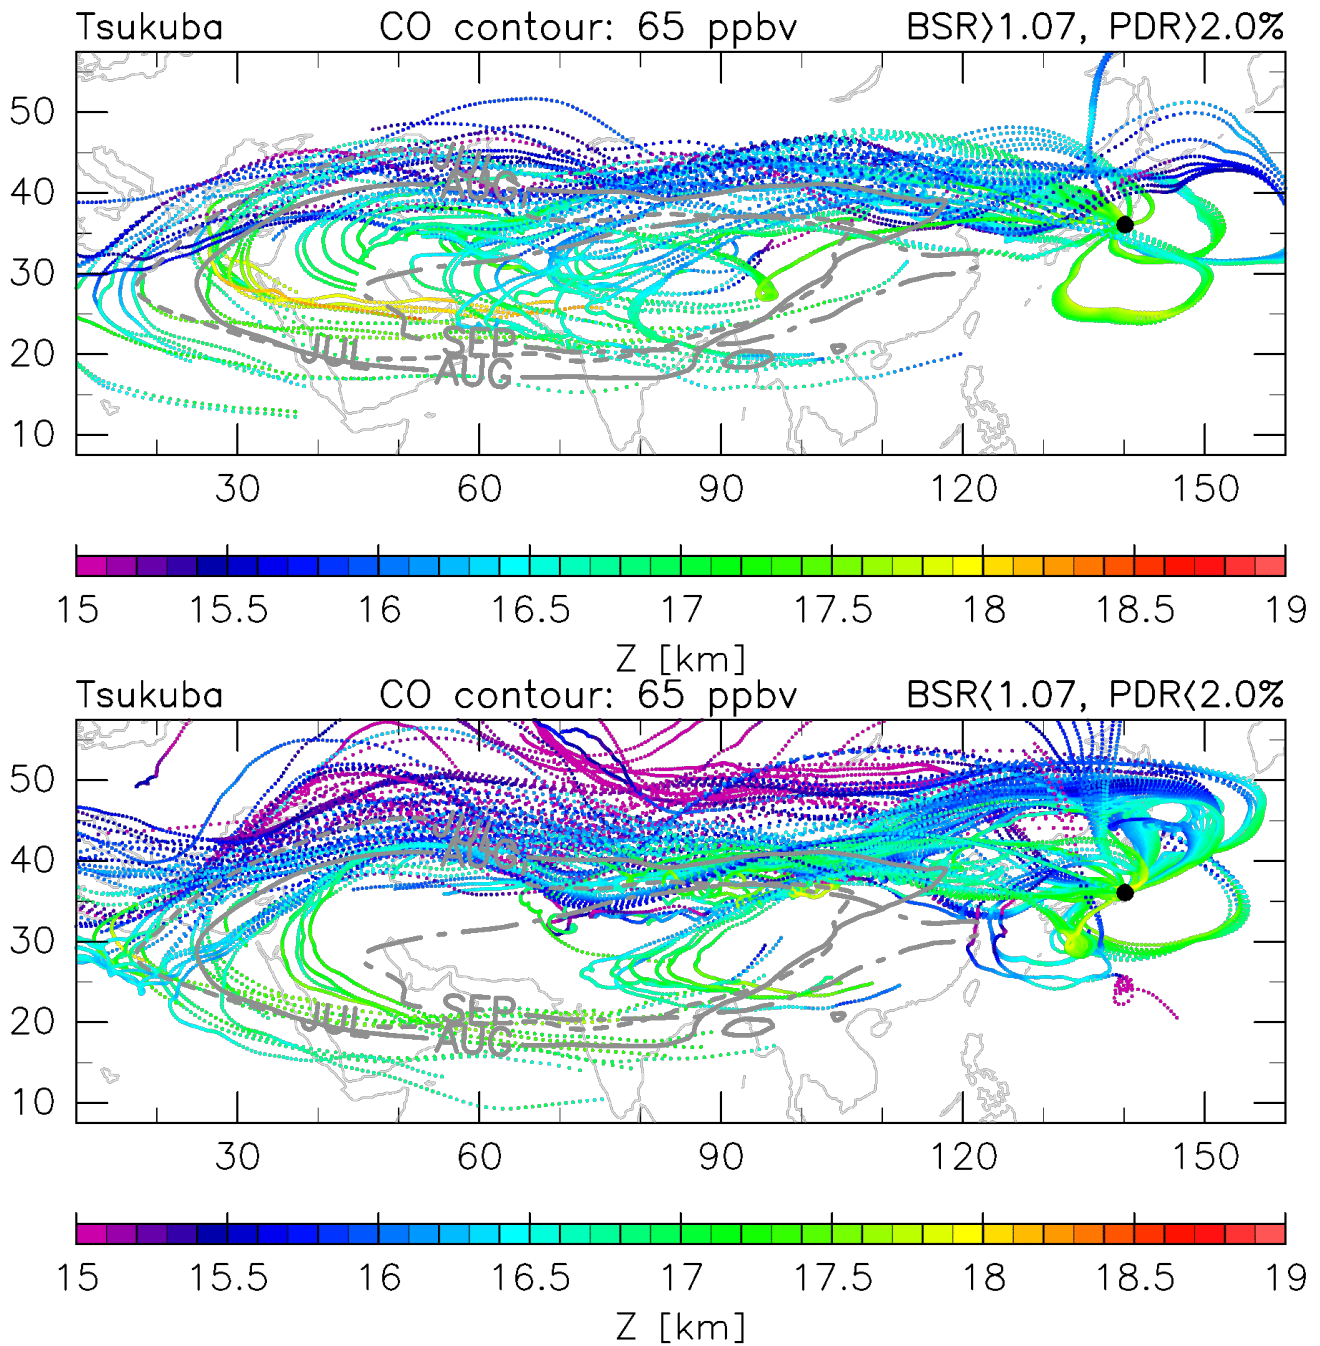 Tsukuba CO contour: 65 ppbv BSR>1.07, PDR>2.0%
50
40
30
20
10
JUL
AUG
SEP
JUL
AUG
30 60 90 120 150
15 15.5 16 16.5 17 17.5 18 18.5 19
Z [km]
Tsukuba CO contour: 65 ppbv BSR<1.07, PDR<2.0%
50
40
30
20
10
JUL
AUG
SEP
JUL
AUG
30 60 90 120 150
15 15.5 16 16.5 17 17.5 18 18.5 19
Z [km]